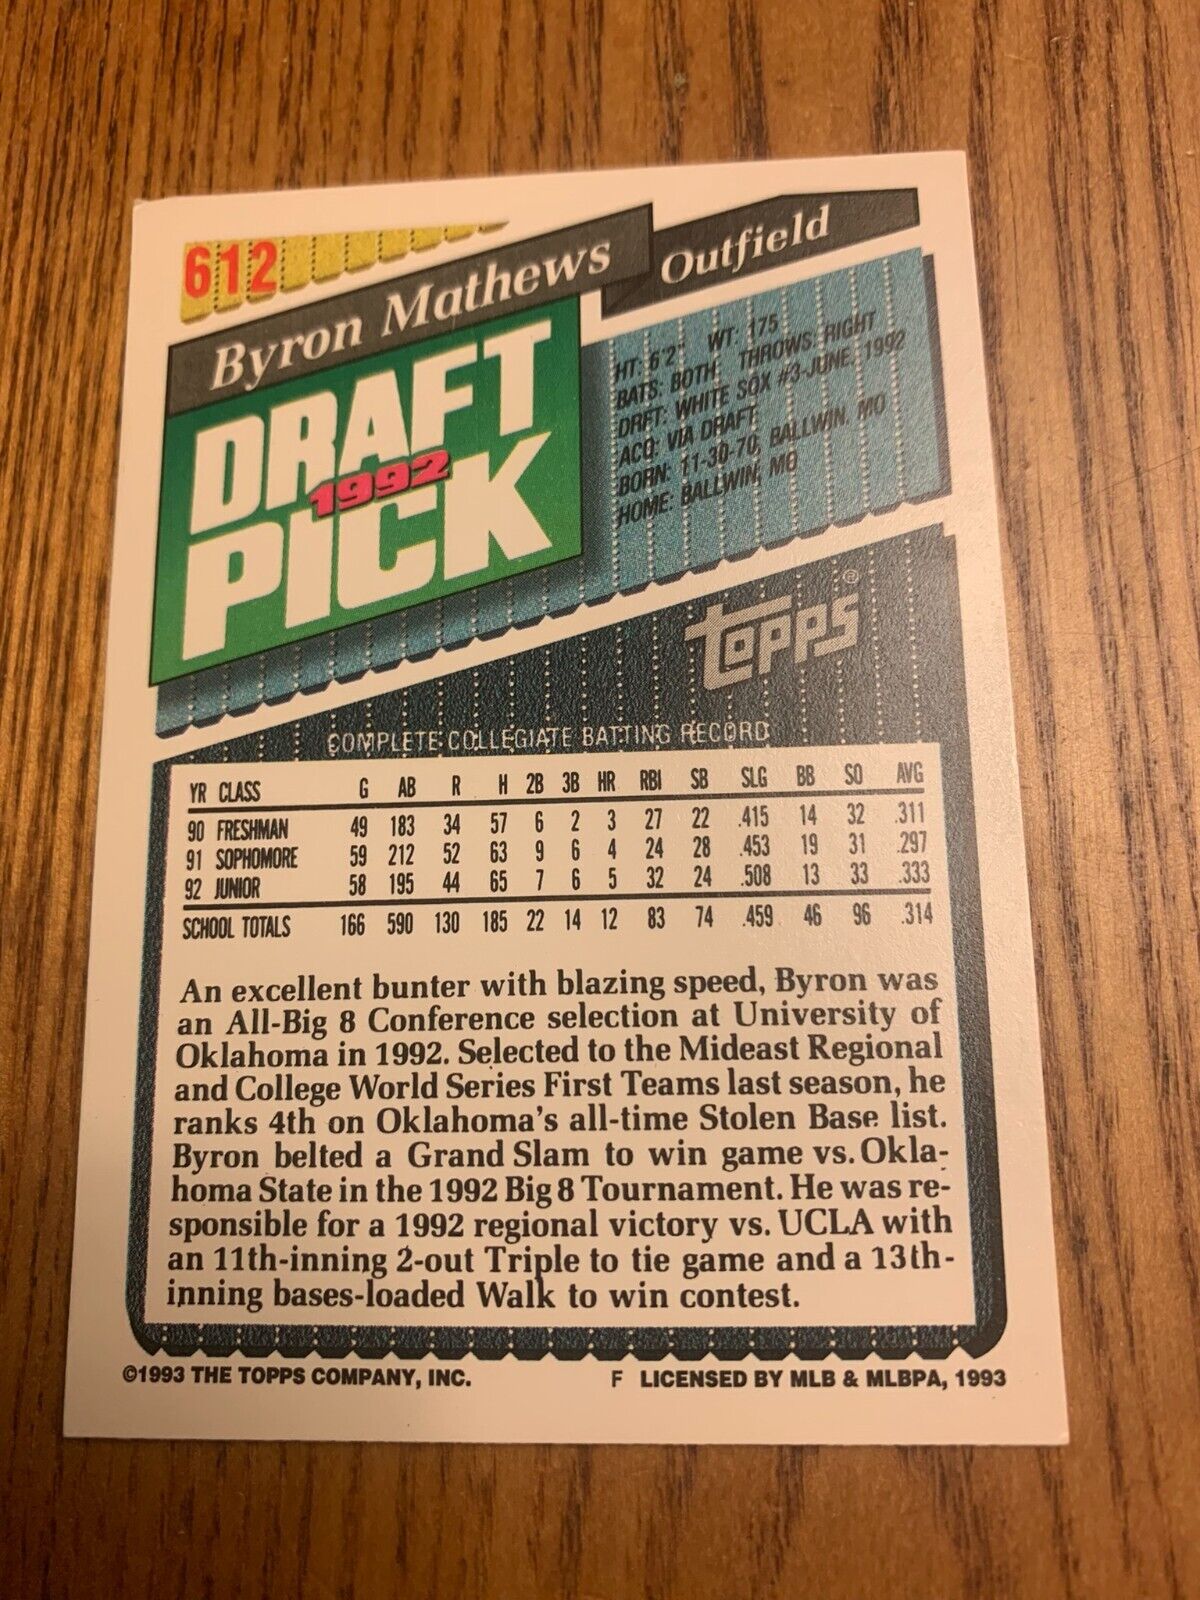 612
Byron Mathews
Outfield
DRAFT
1992
PICK
HT: 6'2" WT: 175
BATS: BOTH THROWS: RIGHT
DRFT: WHITE SOX #3-JUNE, 1992
ACQ: VIA DRAFT
BORN: 11-30-70, BALLWIN, MO
HOME: BALLWIN, MO
TOPPS®
COMPLETE COLLEGIATE BATTING RECORD
YR CLASS G AB R H 2B 3B HR RBI SB SLG BB SO AVG
90 FRESHMAN 49 183 34 57 6 2 3 27 22 .415 14 32 .311
91 SOPHOMORE 59 212 52 63 9 6 4 24 28 .453 19 31 .297
92 JUNIOR 58 195 44 65 7 6 5 32 24 .508 13 33 .333
SCHOOL TOTALS 166 590 130 185 22 14 12 83 74 .459 46 96 .314
An excellent bunter with blazing speed, Byron was
an All-Big 8 Conference selection at University of
Oklahoma in 1992. Selected to the Mideast Regional
and College World Series First Teams last season, he
ranks 4th on Oklahoma's all-time Stolen Base list.
Byron belted a Grand Slam to win game vs. Okla-
homa State in the 1992 Big 8 Tournament. He was re-
sponsible for a 1992 regional victory vs. UCLA with
an 11th-inning 2-out Triple to tie game and a 13th-
inning bases-loaded Walk to win contest.
©1993 THE TOPPS COMPANY, INC. F LICENSED BY MLB & MLBPA, 1993